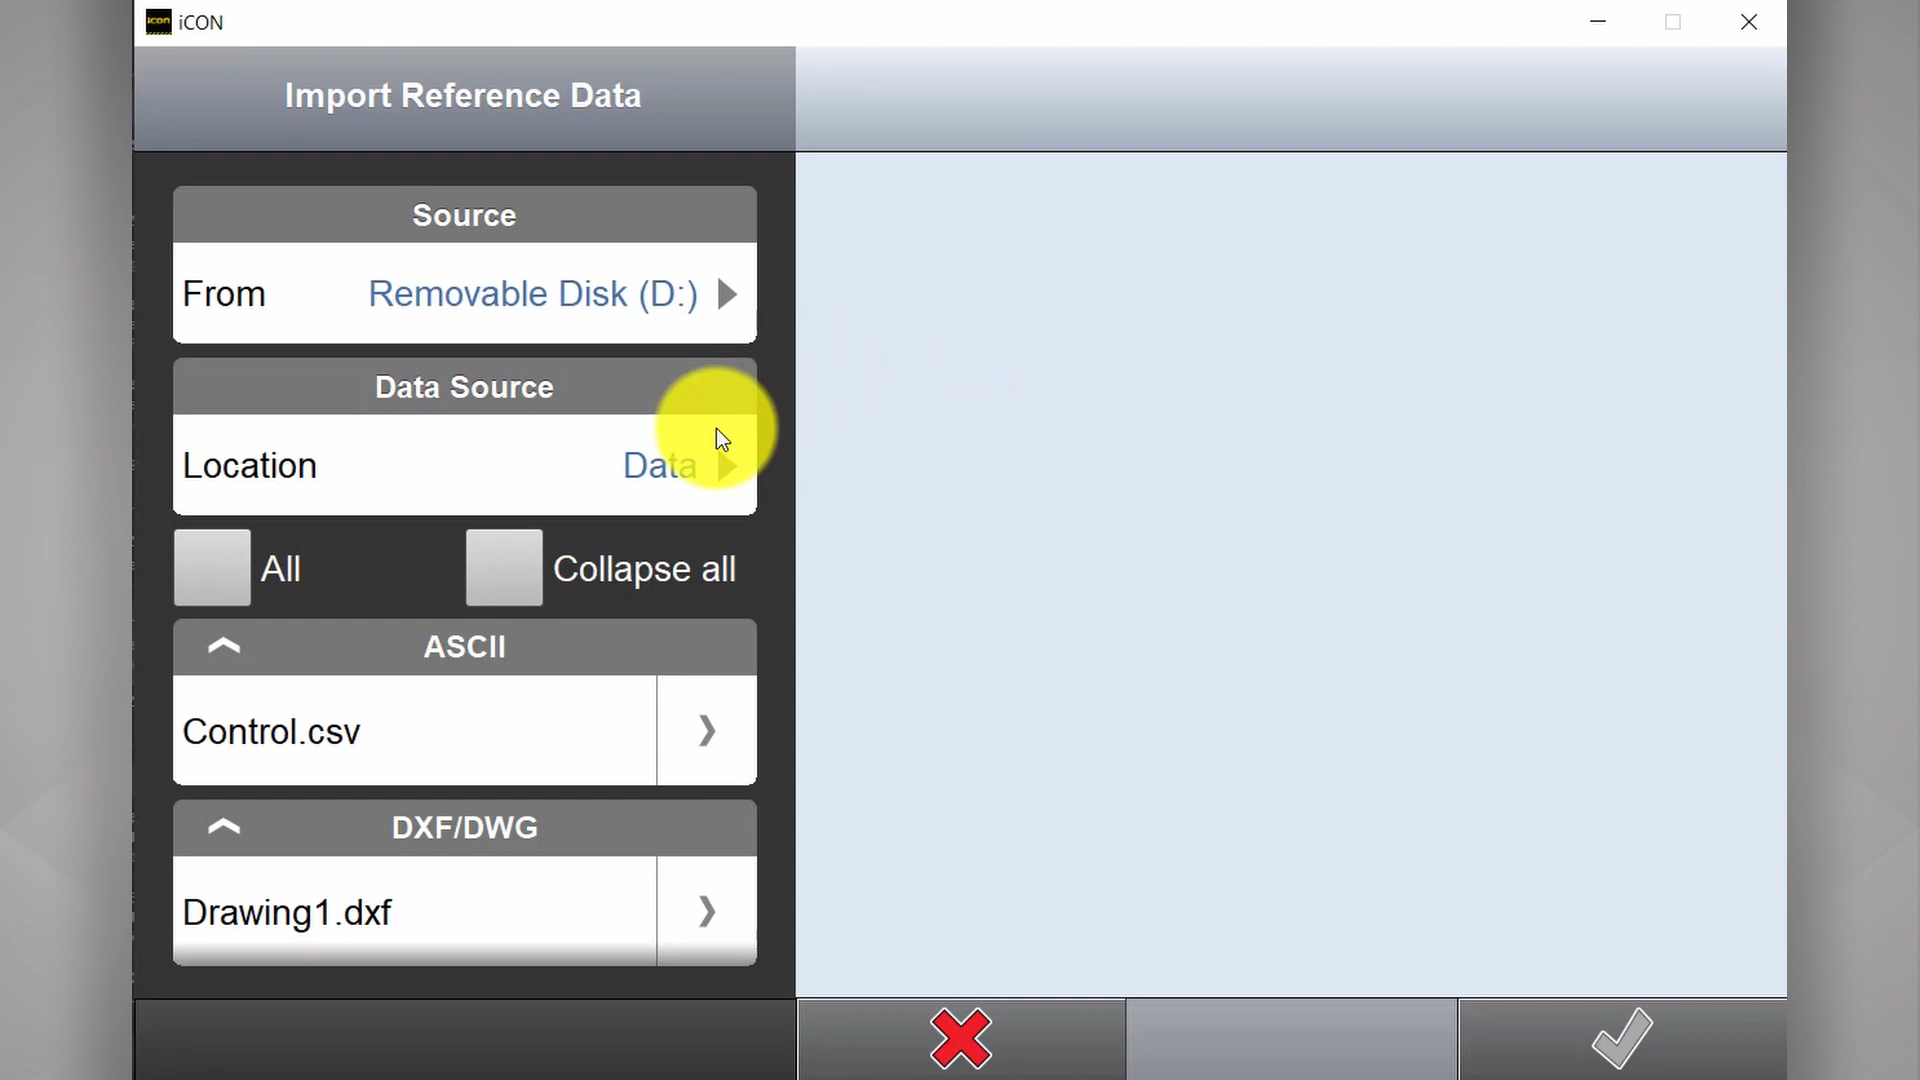 iCON
iCON
Import Reference Data
Source
From Removable Disk (D:)
Data Source
Location Data
All Collapse all
ASCII
Control.csv
DXF/DWG
Drawing1.dxf